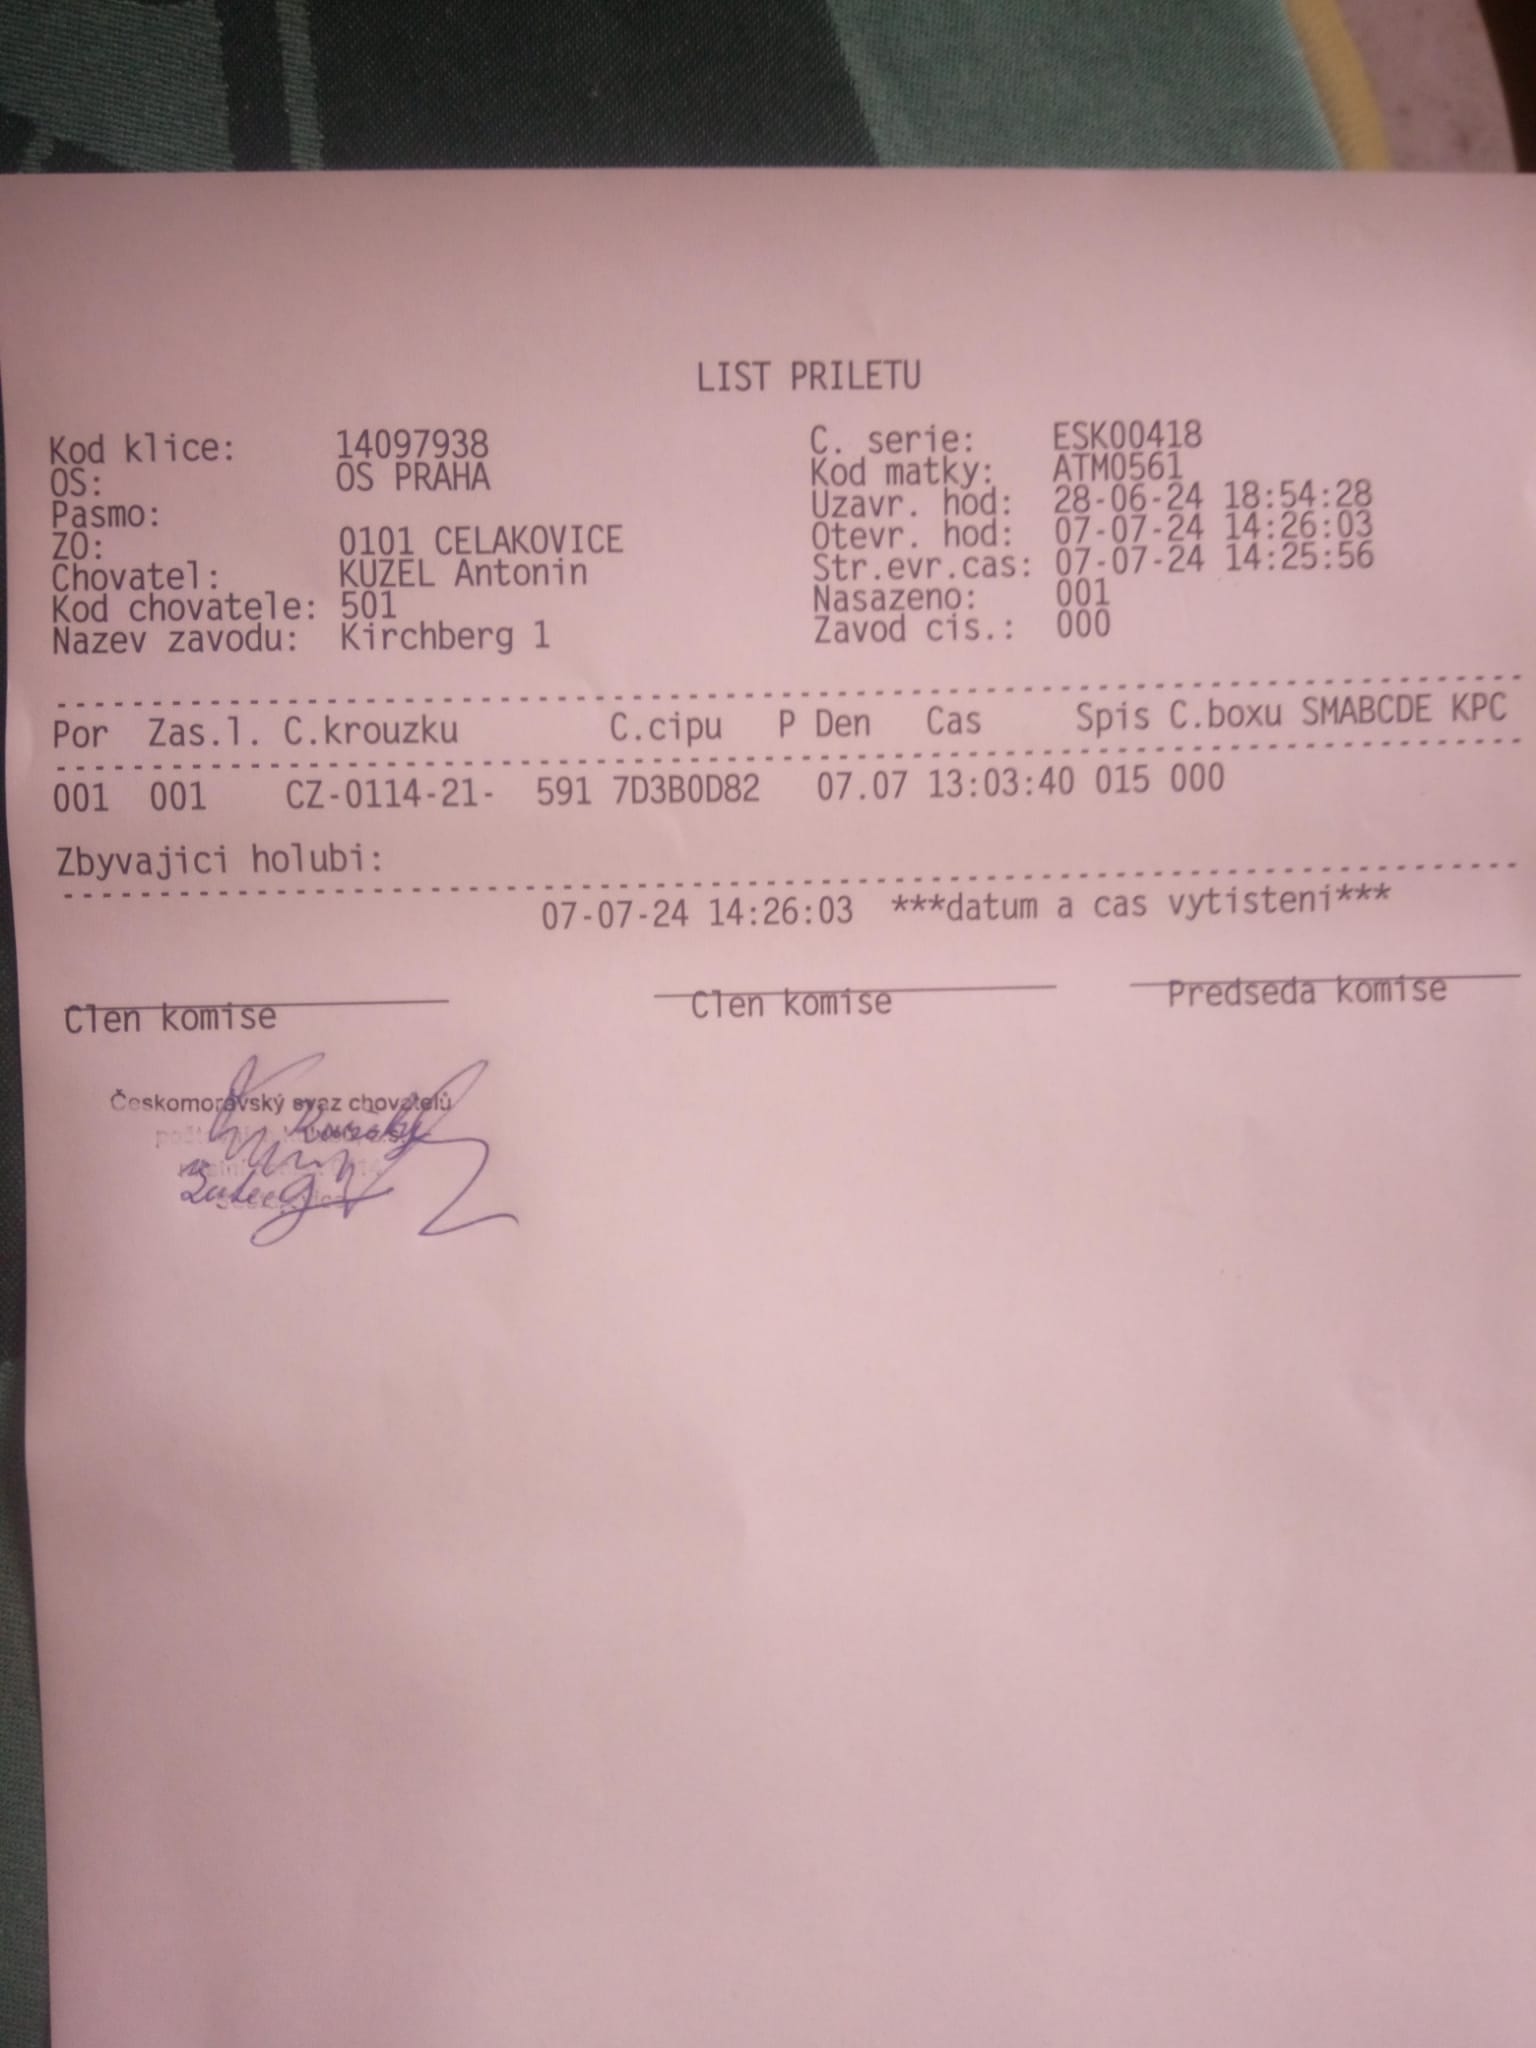 LIST PRILETU
Kod klice: 14097938 C. serie: ESK00418
OS: OS PRAHA Kod matky: ATM0561
Pasmo: Uzavr. hod: 28-06-24 18:54:28
ZO: 0101 CELAKOVICE Otevr. hod: 07-07-24 14:26:03
Chovatel: KUZEL Antonin Str.evr.cas: 07-07-24 14:25:56
Kod chovatele: 501 Nasazeno: 001
Nazev zavodu: Kirchberg 1 Zavod cis.: 000
Por Zas.l. C.krouzku C.cipu P Den Cas Spis C.boxu SMABCDE KPC
001 001 CZ-0114-21- 591 7D3B0D82 07.07 13:03:40 015 000
Zbyvajici holubi:
07-07-24 14:26:03 ***datum a cas vytisteni***
Clen komise Clen komise Predseda komise
Českomoravský svaz chovatelů